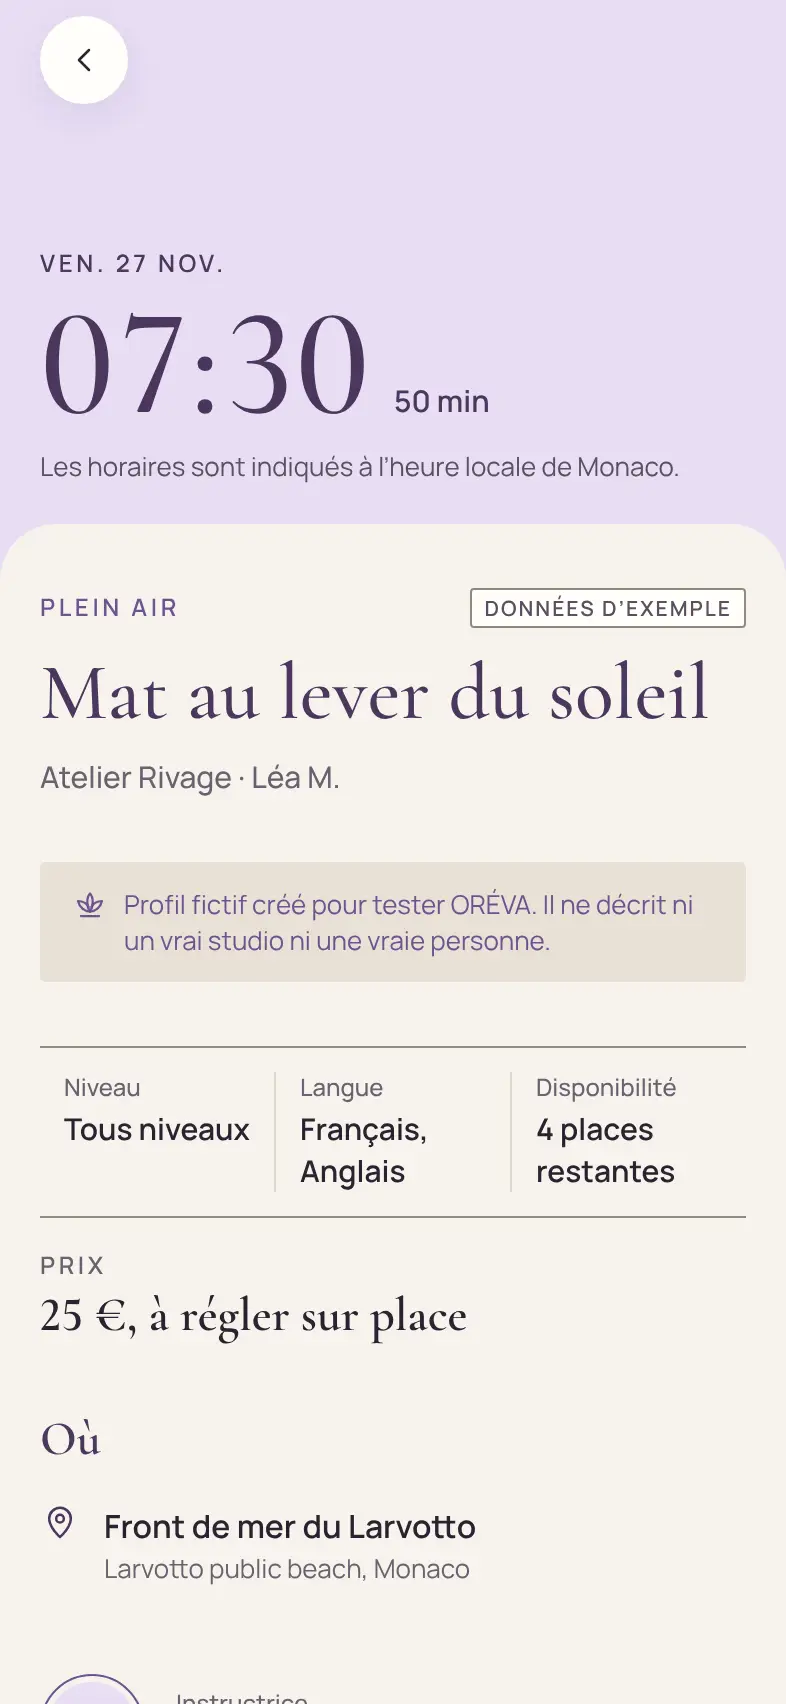 VEN. 27 NOV.
07:30 50 min
Les horaires sont indiqués à l’heure locale de Monaco.
PLEIN AIR
DONNÉES D’EXEMPLE
Mat au lever du soleil
Atelier Rivage · Léa M.
Profil fictif créé pour tester ORÉVA. Il ne décrit ni
un vrai studio ni une vraie personne.
Niveau
Tous niveaux
Langue
Français,
Anglais
Disponibilité
4 places
restantes
PRIX
25 €, à régler sur place
Où
Front de mer du Larvotto
Larvotto public beach, Monaco
Instructrice